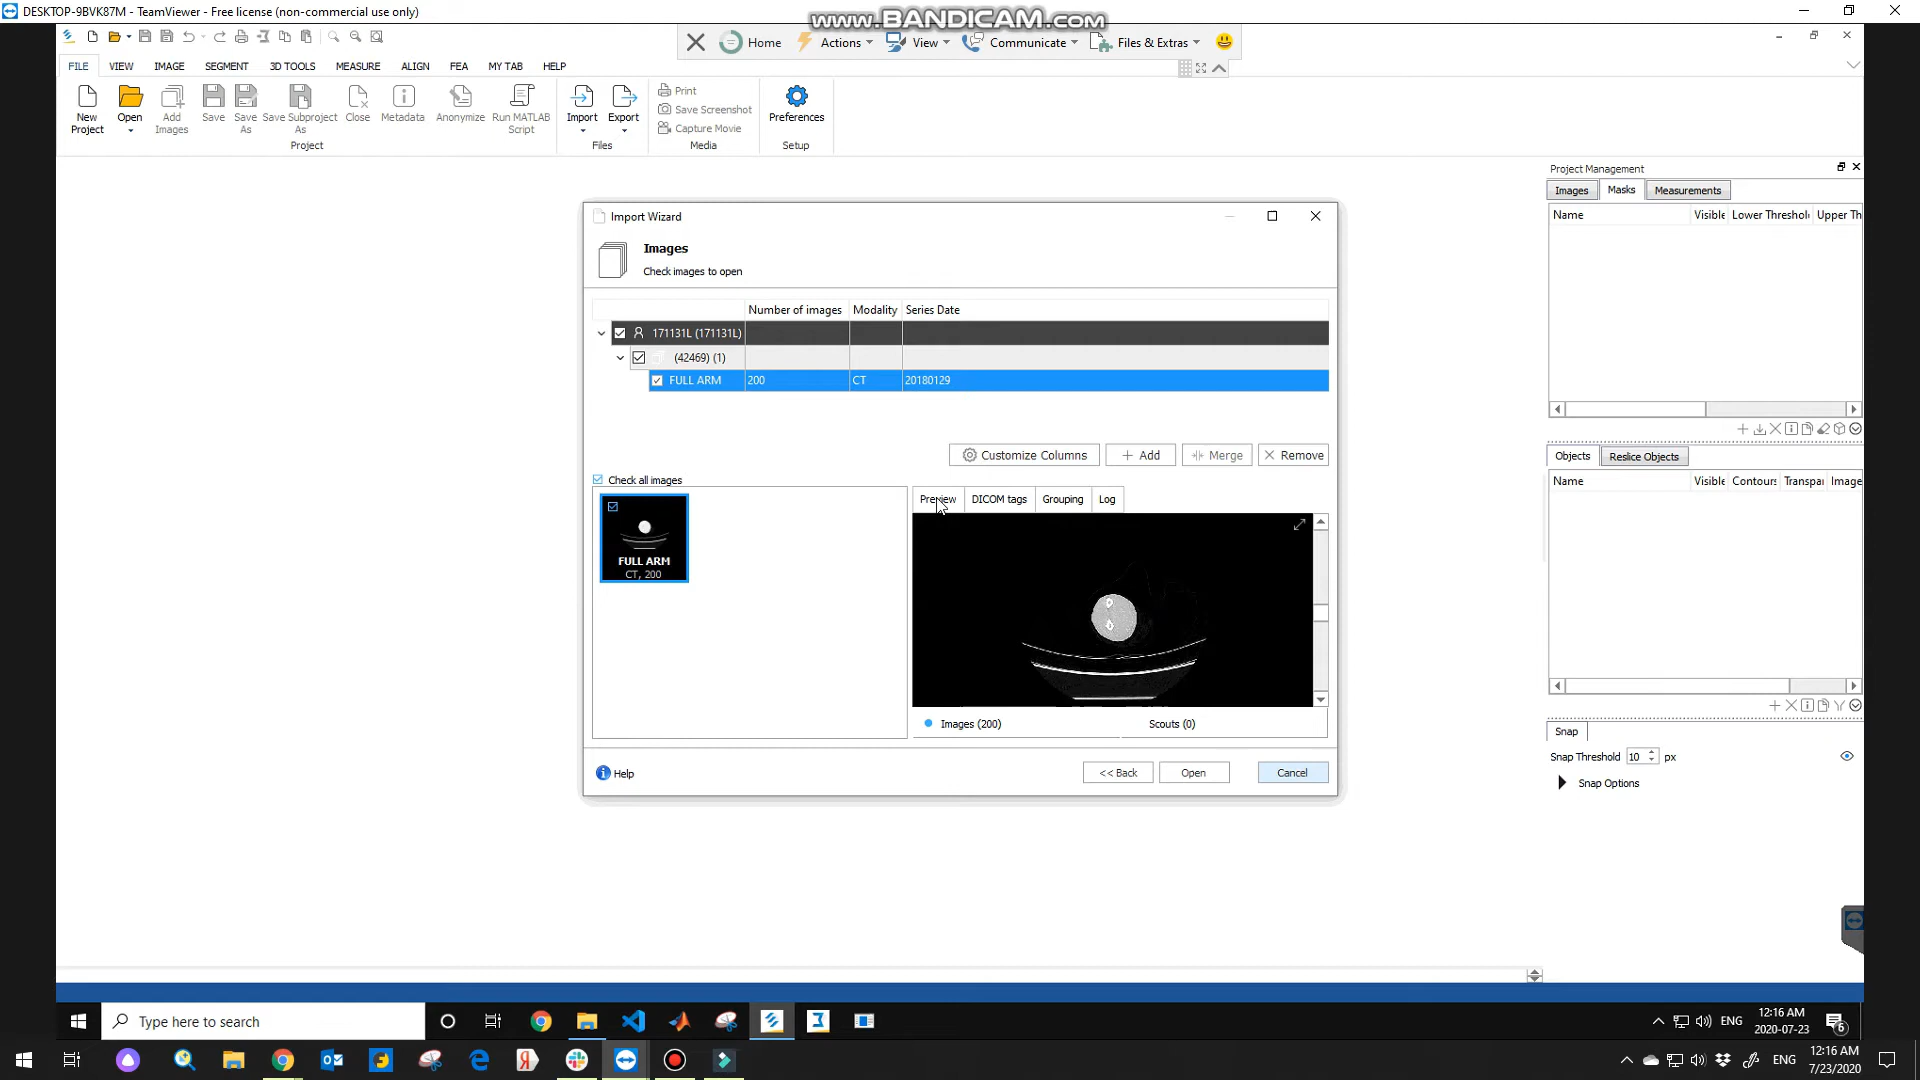 DESKTOP-9BVK87M - TeamViewer - Free license (non-commercial use only)
WWW.BANDICAM.COM
Home Actions View Communicate Files & Extras
FILE VIEW IMAGE SEGMENT 3D TOOLS MEASURE ALIGN FEA MY TAB HELP
New Project
Open
Add Images
Save
Save As
Save Subproject As
Close
Metadata
Anonymize
Run MATLAB Script
Import
Export
Print
Save Screenshot
Capture Movie
Preferences
Project Files Media Setup
Project Management
Images Masks Measurements
Name Visible Lower Threshol Upper Th
Import Wizard
Images
Check images to open
Number of images Modality Series Date
171131L (171131L)
(42469) (1)
FULL ARM 200 CT 20180129
Customize Columns Add Merge Remove
Check all images
FULL ARM
CT, 200
Preview DICOM tags Grouping Log
Images (200) Scouts (0)
Help << Back Open Cancel
Objects Reslice Objects
Name Visible Contours Transpar Image
Snap
Snap Threshold 10 px
Snap Options
Type here to search
ENG 12:16 AM
2020-07-23
6
ENG 12:16 AM
7/23/2020